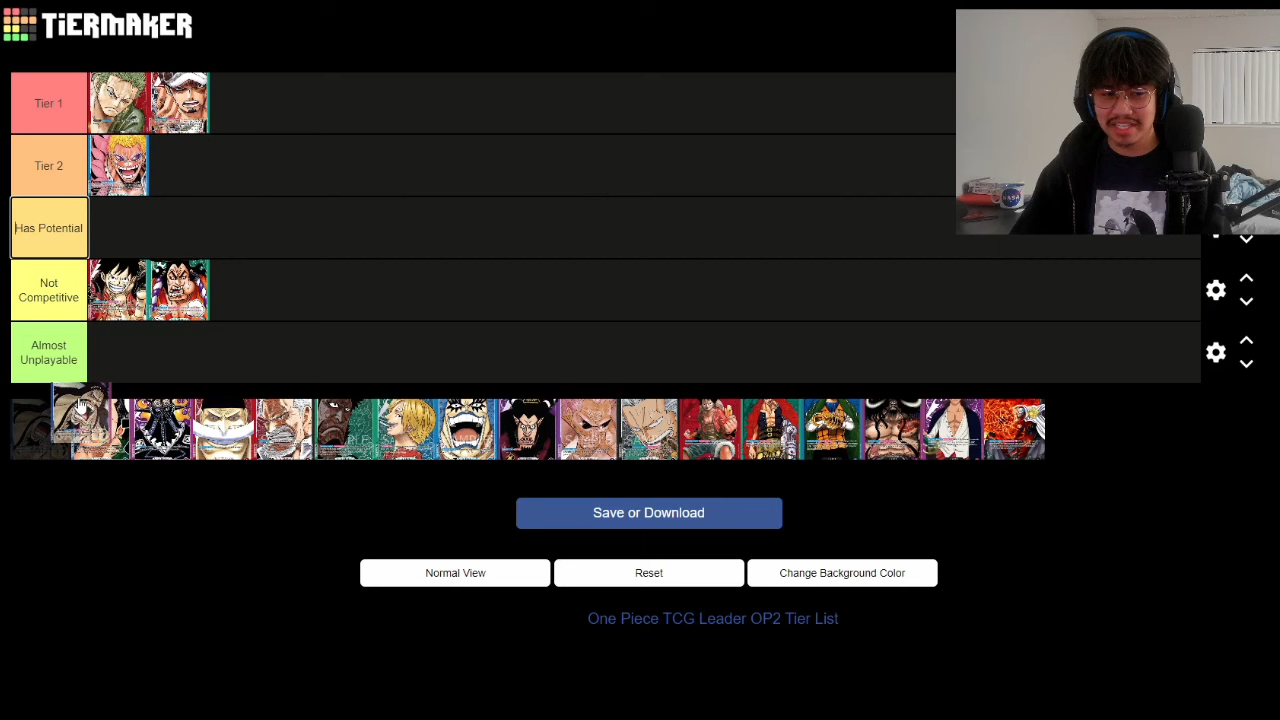 TIERMAKER
Tier 1
Tier 2
Has Potential
Not
Competitive
Almost
Unplayable
NASA
Save or Download
Normal View
Reset
Change Background Color
One Piece TCG Leader OP2 Tier List